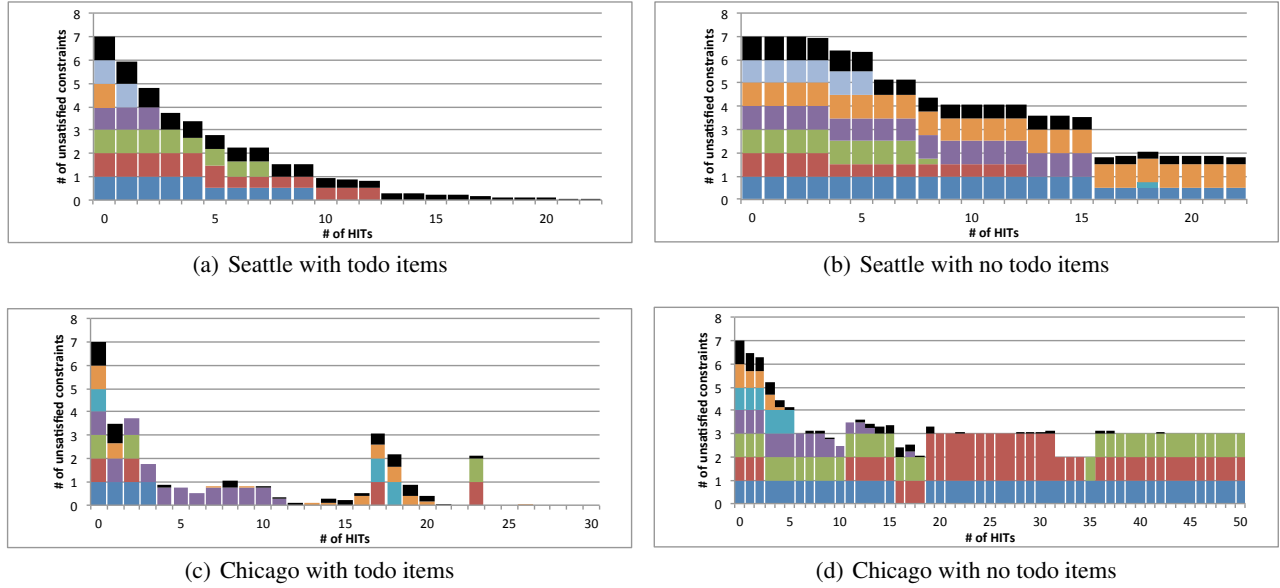 8
7
6
5
4
3
2
1
0
# of unsatisfied constraints
0 5 10 15 20
# of HITs
(a) Seattle with todo items
8
7
6
5
4
3
2
1
0
# of unsatisfied constraints
0 5 10 15 20
# of HITs
(b) Seattle with no todo items
8
7
6
5
4
3
2
1
0
# of unsatisfied constraints
0 5 10 15 20 25 30
# of HITs
(c) Chicago with todo items
8
7
6
5
4
3
2
1
0
# of unsatisfied constraints
0 5 10 15 20 25 30 35 40 45 50
# of HITs
(d) Chicago with no todo items